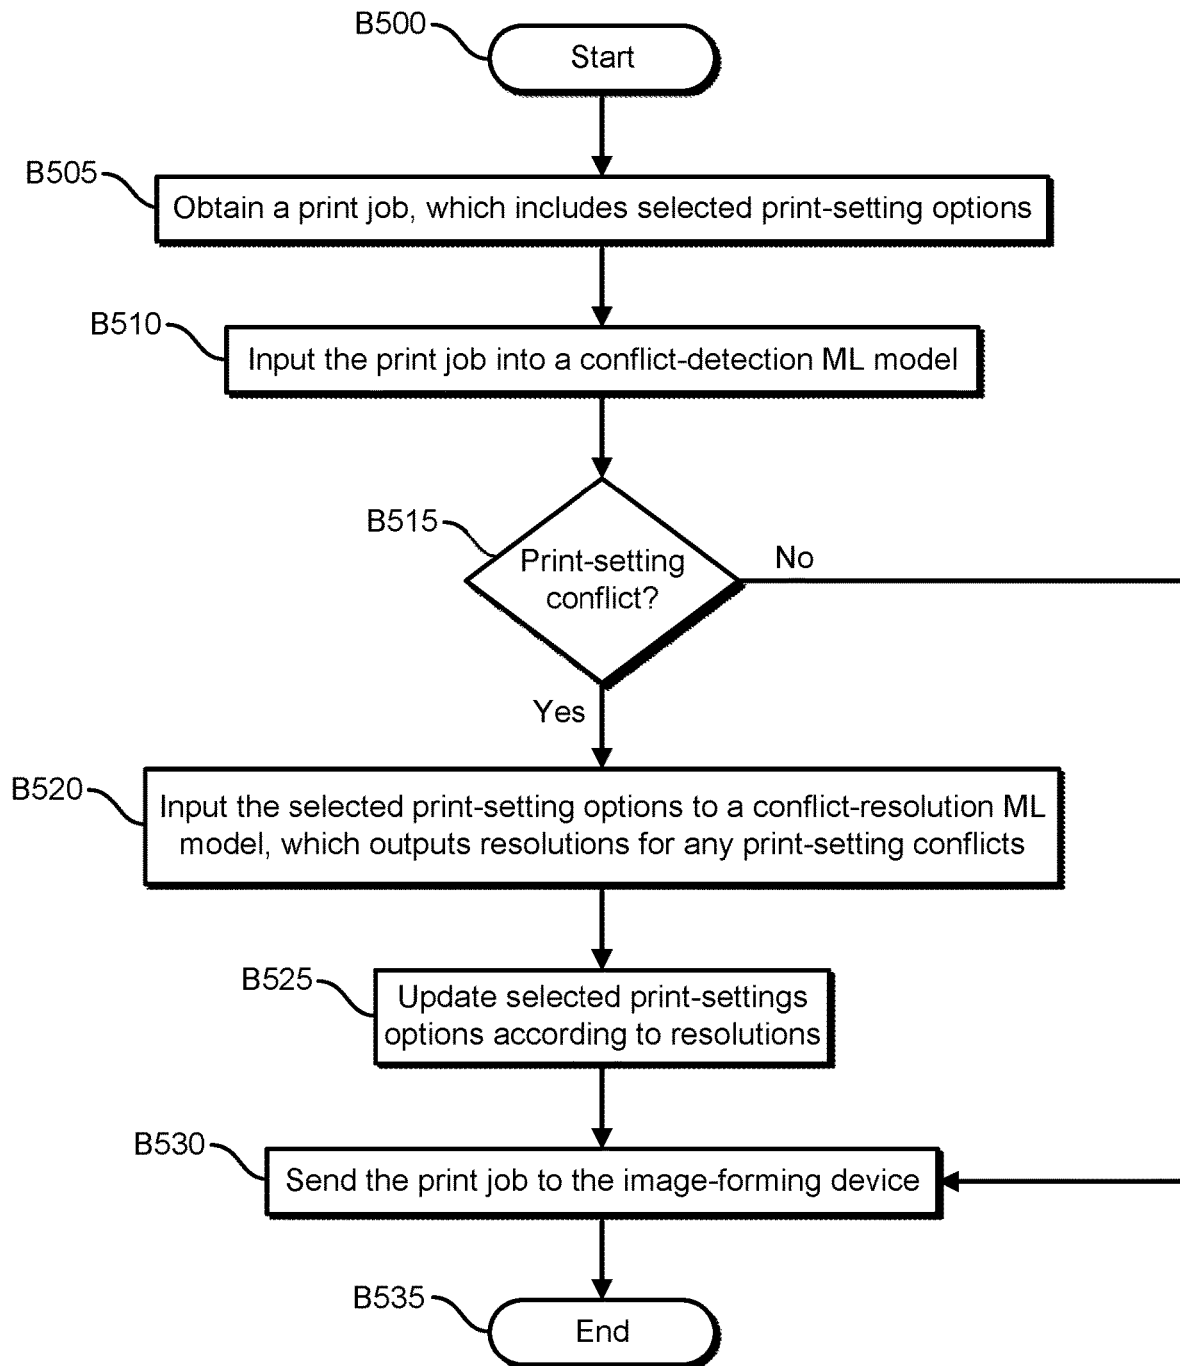 B500
Start
B505
Obtain a print job, which includes selected print-setting options
B510
Input the print job into a conflict-detection ML model
B515
Print-setting
conflict?
No
Yes
B520
Input the selected print-setting options to a conflict-resolution ML
model, which outputs resolutions for any print-setting conflicts
B525
Update selected print-settings
options according to resolutions
B530
Send the print job to the image-forming device
B535
End